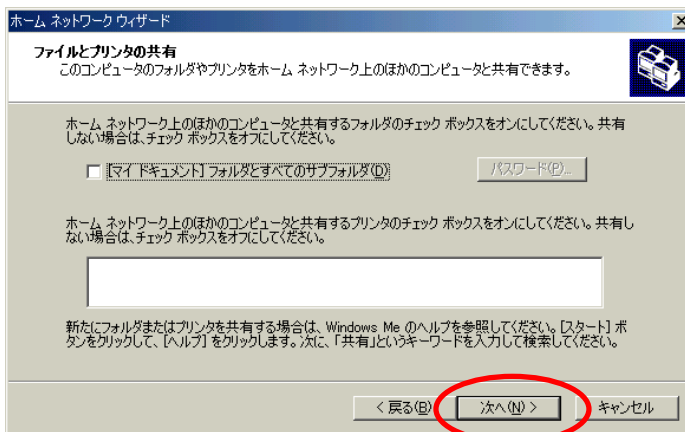 ホーム ネットワーク ウィザード
ファイルとプリンタの共有
このコンピュータのフォルダやプリンタをホーム ネットワーク上のほかのコンピュータと共有できます。
ホーム ネットワーク上のほかのコンピュータと共有するフォルダのチェック ボックスをオンにしてください。共有
しない場合は、チェック ボックスをオフにしてください。
[マイ ドキュメント] フォルダとすべてのサブフォルダ(D)
パスワード(P)...
ホーム ネットワーク上のほかのコンピュータと共有するプリンタのチェック ボックスをオンにしてください。共有し
ない場合は、チェック ボックスをオフにしてください。
新たにフォルダまたはプリンタを共有する場合は、Windows Me のヘルプを参照してください。[スタート] ボ
タンをクリックして、[ヘルプ] をクリックします。次に、「共有」というキーワードを入力して検索してください。
< 戻る(B)
次へ(N) >
キャンセル